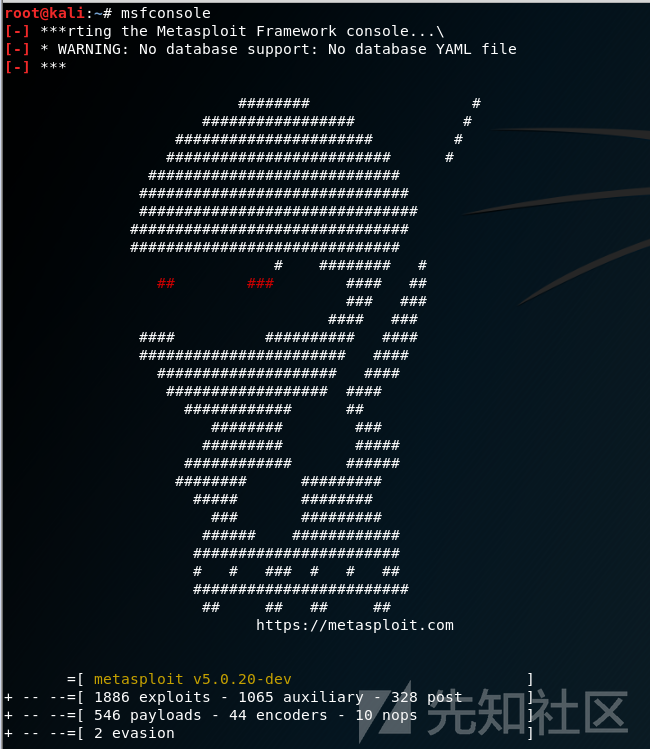 root@kali:~# msfconsole
[-] ***rting the Metasploit Framework console...\
[-] * WARNING: No database support: No database YAML file
[-] ***
https://metasploit.com
=[ metasploit v5.0.20-dev ]
+ -- --=[ 1886 exploits - 1065 auxiliary - 328 post ]
+ -- --=[ 546 payloads - 44 encoders - 10 nops ]
+ -- --=[ 2 evasion ]
先知社区